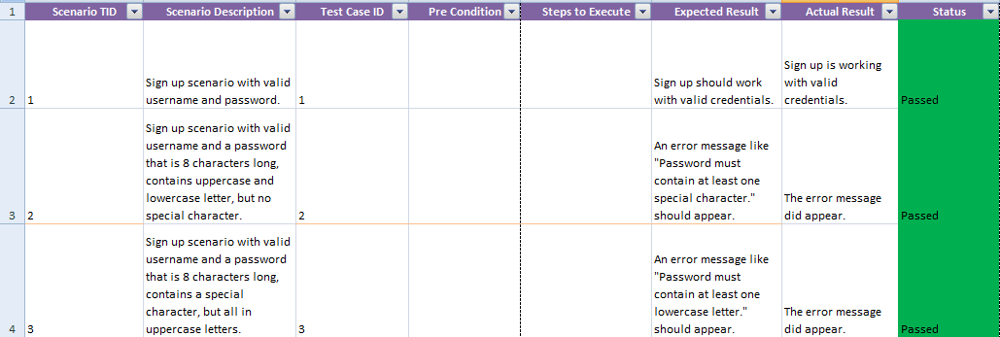 1 Scenario TID Scenario Description Test Case ID Pre Condition Steps to Execute Expected Result Actual Result Status
2
1
Sign up scenario with valid
username and password.
1
Sign up should work
with valid credentials.
Sign up is working
with valid
credentials.
Passed
3
2
Sign up scenario with valid
username and a password
that is 8 characters long,
contains uppercase and
lowercase letter, but no
special character.
2
An error message like
"Password must
contain at least one
special character."
should appear.
The error message
did appear.
Passed
4
3
Sign up scenario with valid
username and a password
that is 8 characters long,
contains a special
character, but all in
uppercase letters.
3
An error message like
"Password must
contain at least one
lowercase letter."
should appear.
The error message
did appear.
Passed